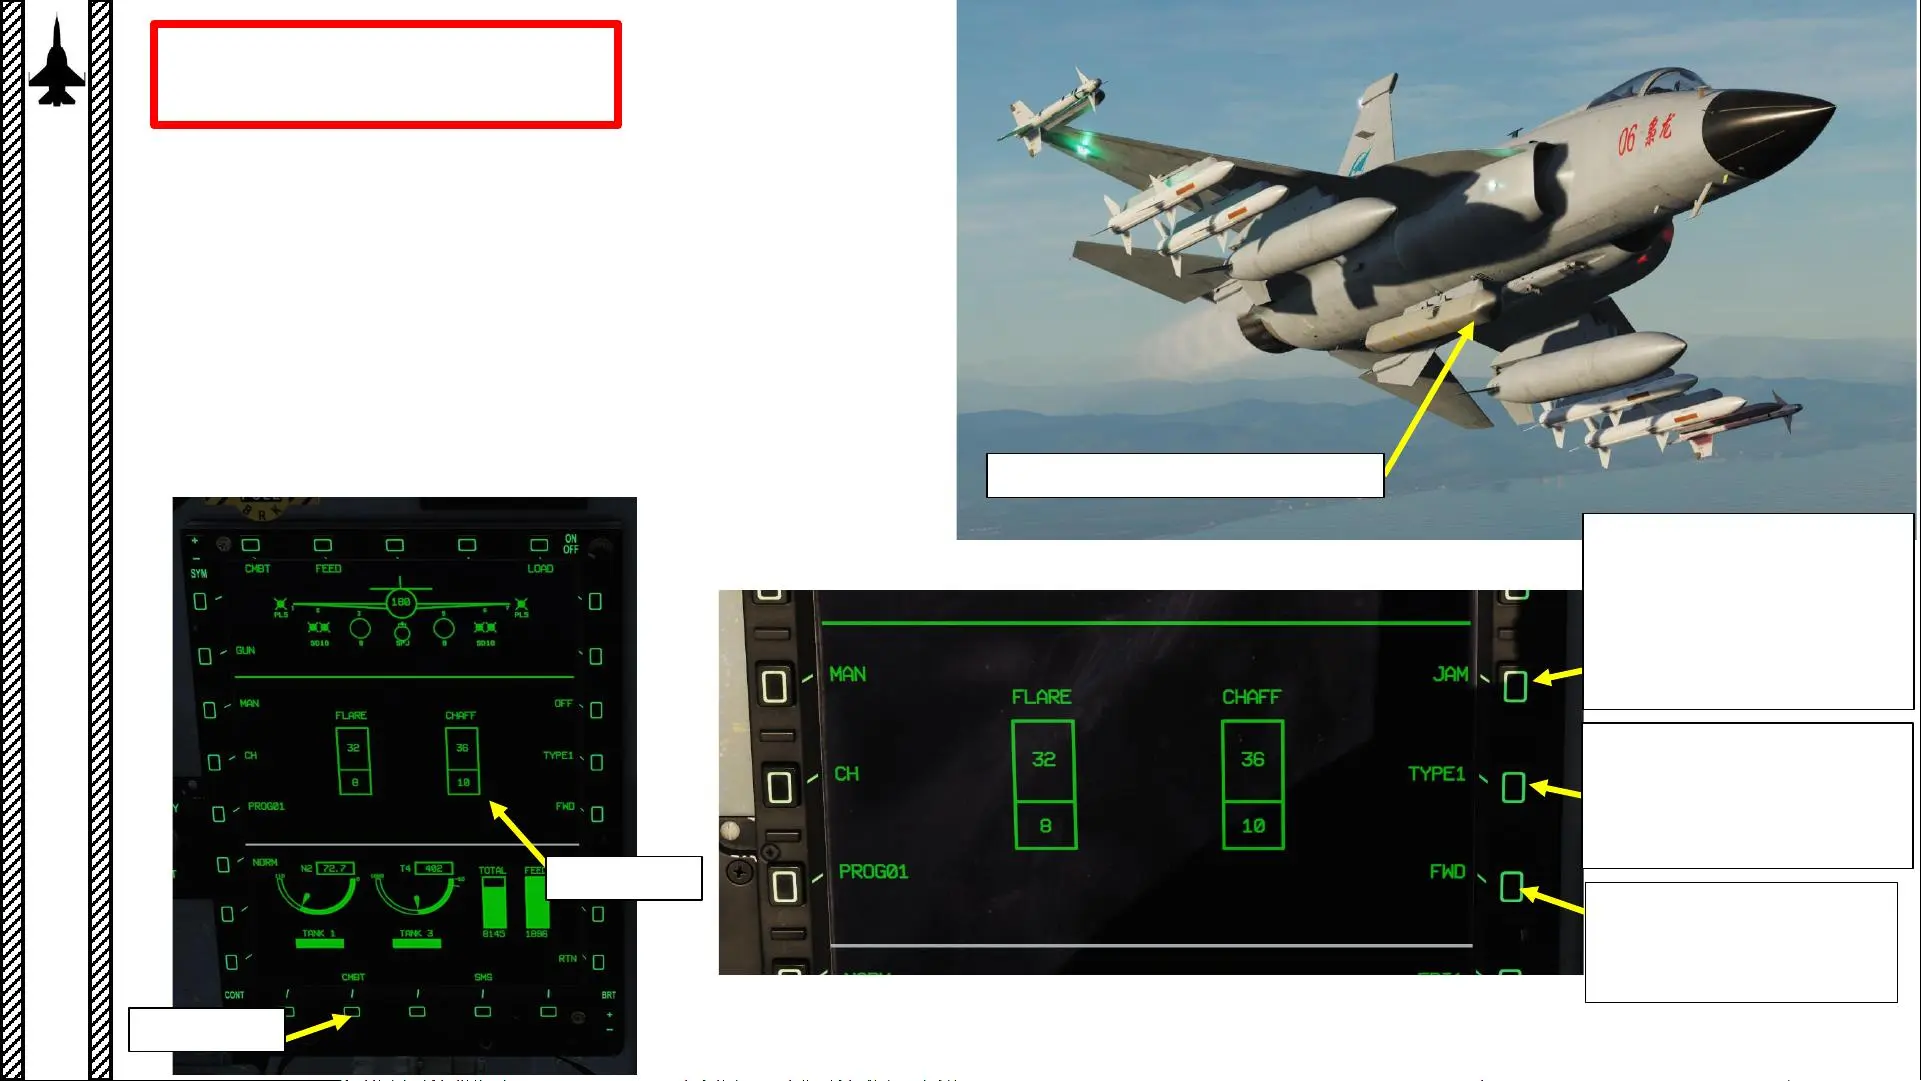 06 枭龙
BRK
ON
OFF
+
-
SYM
CMBT
FEED
LOAD
180
PL5
PL5
SD10
SPJ
SD10
GUN
MAN
OFF
FLARE
CHAFF
32
36
CH
TYPE1
8
10
PROG01
FWD
NORM
N2 72.7
T4 402
TOTAL
FEED
TANK 1
TANK 3
8145
1896
RTN
CMBT
SMS
CONT
BRT
+
-
MAN
JAM
FLARE
CHAFF
32
36
CH
TYPE1
8
10
PROG01
FWD